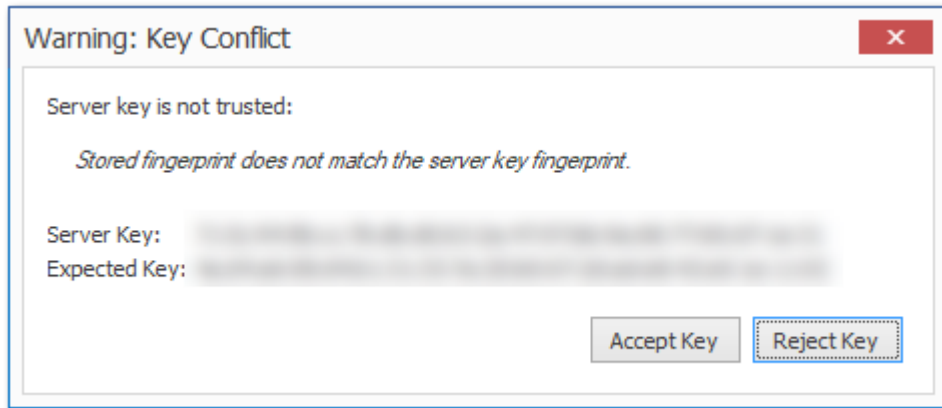 Warning: Key Conflict
Server key is not trusted:
Stored fingerprint does not match the server key fingerprint.
Server Key:
Expected Key:
Accept Key Reject Key